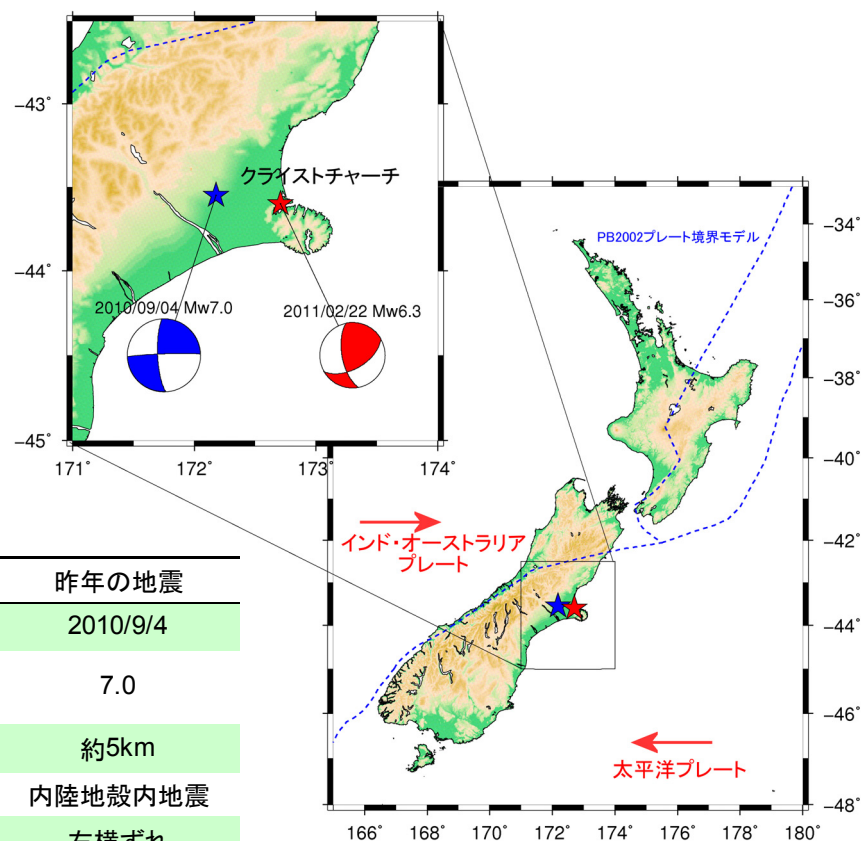 クライストチャーチ
2010/09/04 Mw7.0
2011/02/22 Mw6.3
−43°
−44°
−45°
171°
172°
173°
174°
PB2002プレート境界モデル
インド・オーストラリア
プレート
太平洋プレート
−34°
−36°
−38°
−40°
−42°
−44°
−46°
−48°
166°
168°
170°
172°
174°
176°
178°
180°
昨年の地震
2010/9/4
7.0
約5km
内陸地殻内地震
右横ずれ